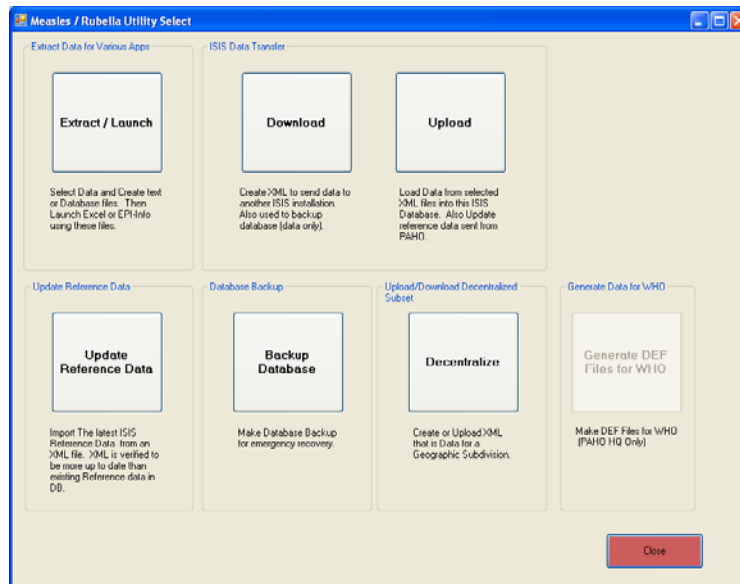 Measles / Rubella Utility Select
Extract Data for Various Apps
ISIS Data Transfer
Extract / Launch
Download
Upload
Select Data and Create text
or Database files. Then
Launch Excel or EPI-Info
using these files.
Create XML to send data to
another ISIS installation.
Also used to backup
database (data only).
Load Data from selected
XML files into this ISIS
Database. Also Update
reference data sent from
PAHO.
Update Reference Data
Database Backup
Upload/Download Decentralized
Subset
Generate Data for WHO
Update
Reference Data
Backup
Database
Decentralize
Generate DEF
Files for WHO
Import The latest ISIS
Reference Data from an
XML file. XML is verified to
be more up to date than
existing Reference data in
DB.
Make Database Backup
for emergency recovery.
Create or Upload XML
that is Data for a
Geographic Subdivision.
Make DEF Files for WHO
(PAHO HQ Only)
Close